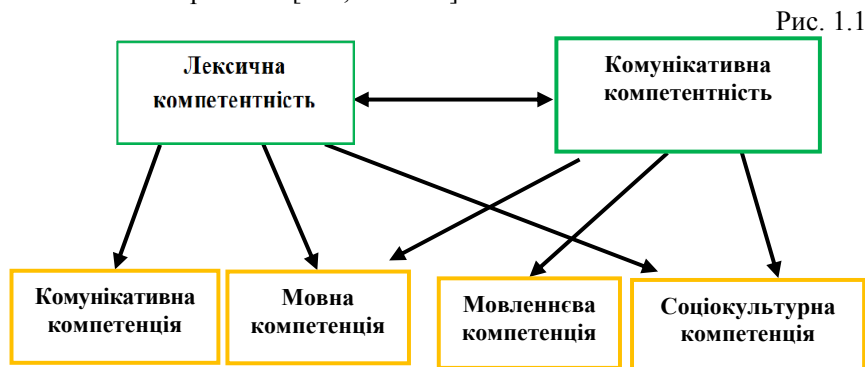 Рис. 1.1
Лексична
компетентність
Комунікативна
компетентність
Комунікативна
компетенція
Мовна
компетенція
Мовленнєва
компетенція
Соціокультурна
компетенція